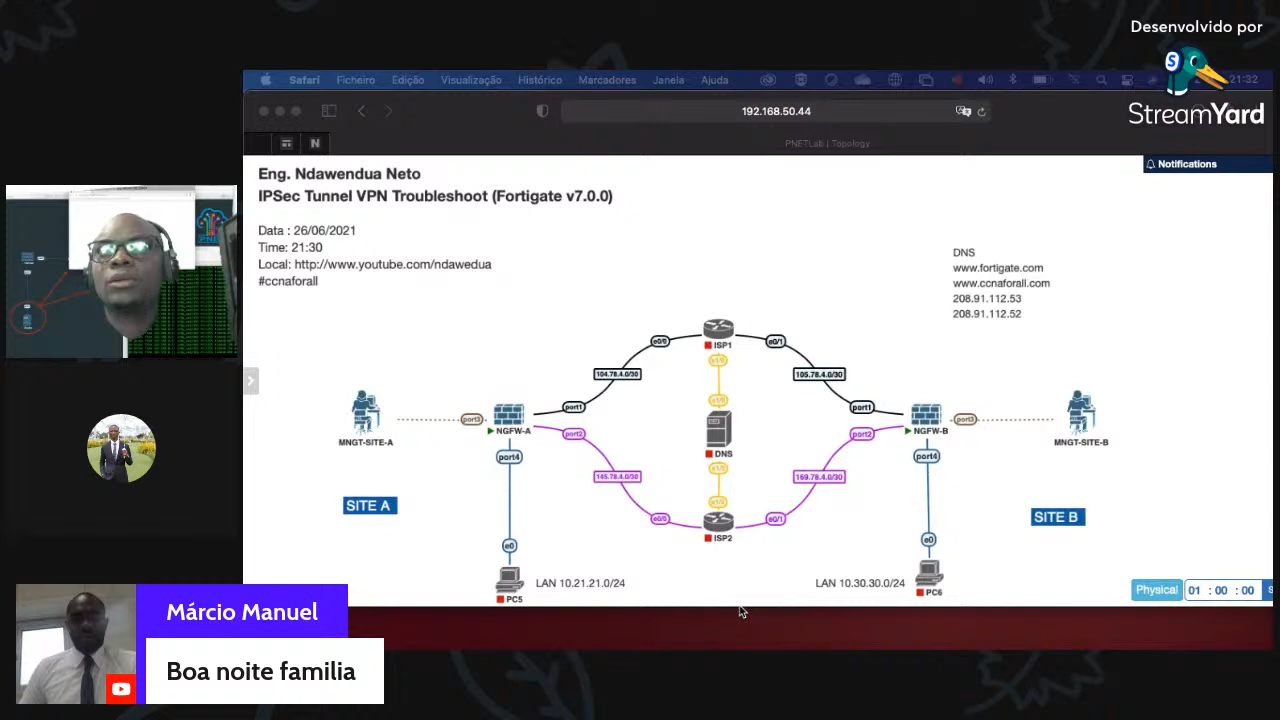 Desenvolvido por
StreamYard
Safari Ficheiro Edição Visualização Histórico Marcadores Janela Ajuda 21:32
192.168.50.44
N
PNETLab | Topology
Notifications
Eng. Ndawendua Neto
IPSec Tunnel VPN Troubleshoot (Fortigate v7.0.0)
Data : 26/06/2021
Time: 21:30
Local: http://www.youtube.com/ndawedua
#ccnaforall
DNS
www.fortigate.com
www.ccnaforall.com
208.91.112.53
208.91.112.52
ISP1
e0/0
e0/1
e1/0
104.78.4.0/30
105.78.4.0/30
port1
port1
MNGT-SITE-A
port3
NGFW-A
port2
DNS
port2
NGFW-B
port3
MNGT-SITE-B
port4
port4
145.78.4.0/30
169.78.4.0/30
SITE A
SITE B
e0/0
e0/1
ISP2
e0
e0
PC5
LAN 10.21.21.0/24
LAN 10.30.30.0/24
PC6
Physical
01 : 00 : 00
S
Márcio Manuel
Boa noite familia